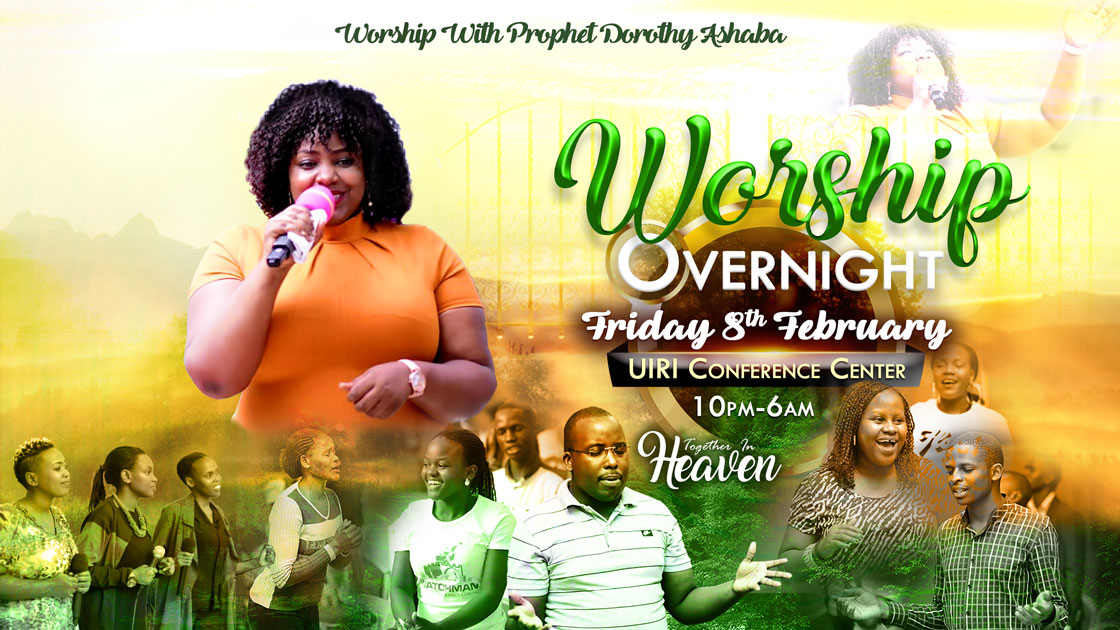 Worship With Prophet Dorothy Ashaba
Worship
OVERNIGHT
Friday 8th February
UIRI CONFERENCE CENTER
10PM-6AM
Together In
Heaven